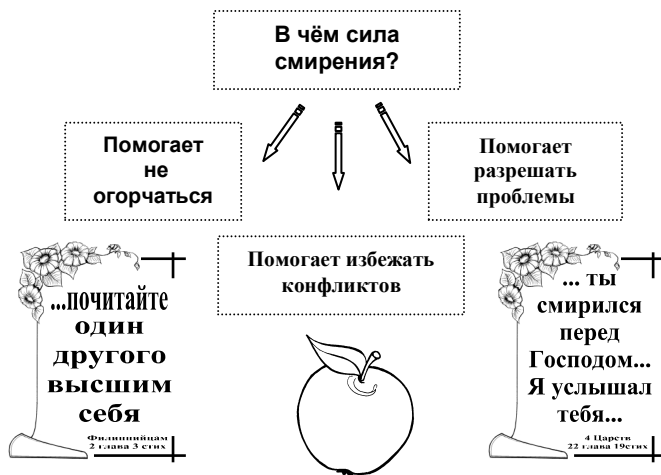 В чём сила
смирения?
Помогает
не
огорчаться
Помогает
разрешать
проблемы
Помогает избежать
конфликтов
...почитайте
один
другого
высшим
себя
Филиппийцам
2 глава 3 стих
... ты
смирился
перед
Господом...
Я услышал
тебя...
4 Царств
22 глава 19стих